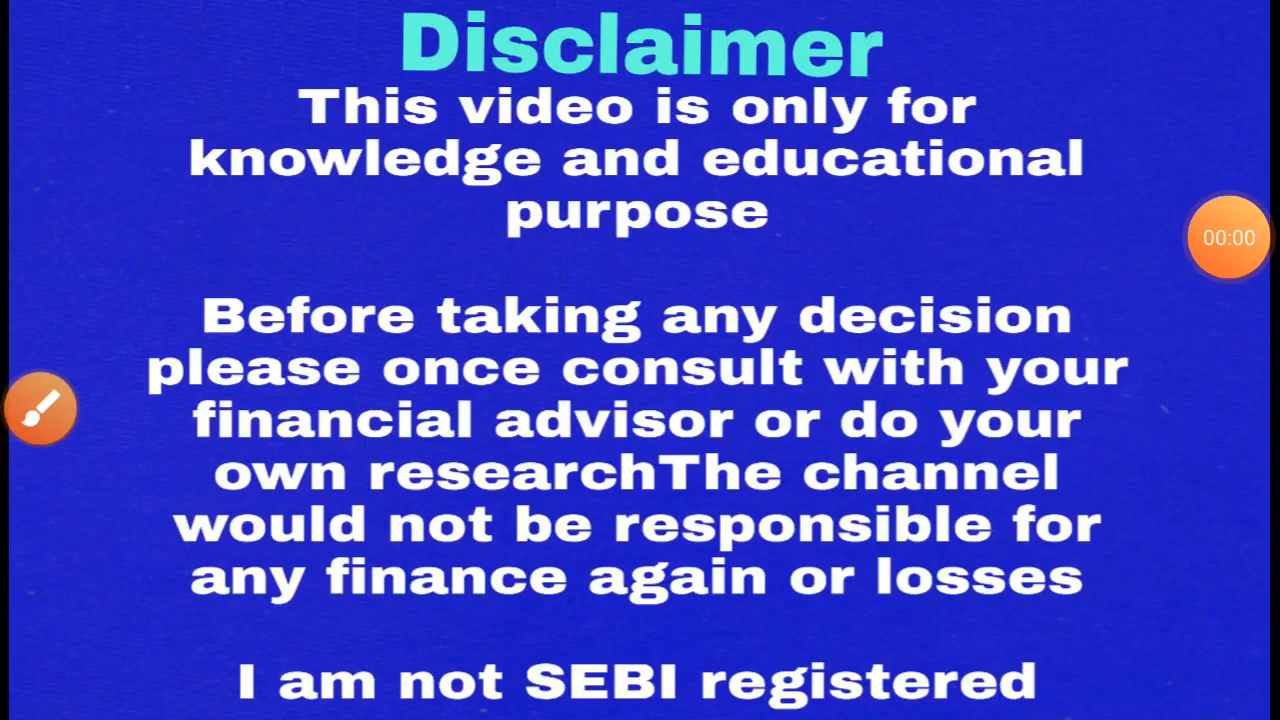 Disclaimer
This video is only for
knowledge and educational
purpose
00:00
Before taking any decision
please once consult with your
financial advisor or do your
own researchThe channel
would not be responsible for
any finance again or losses
I am not SEBI registered